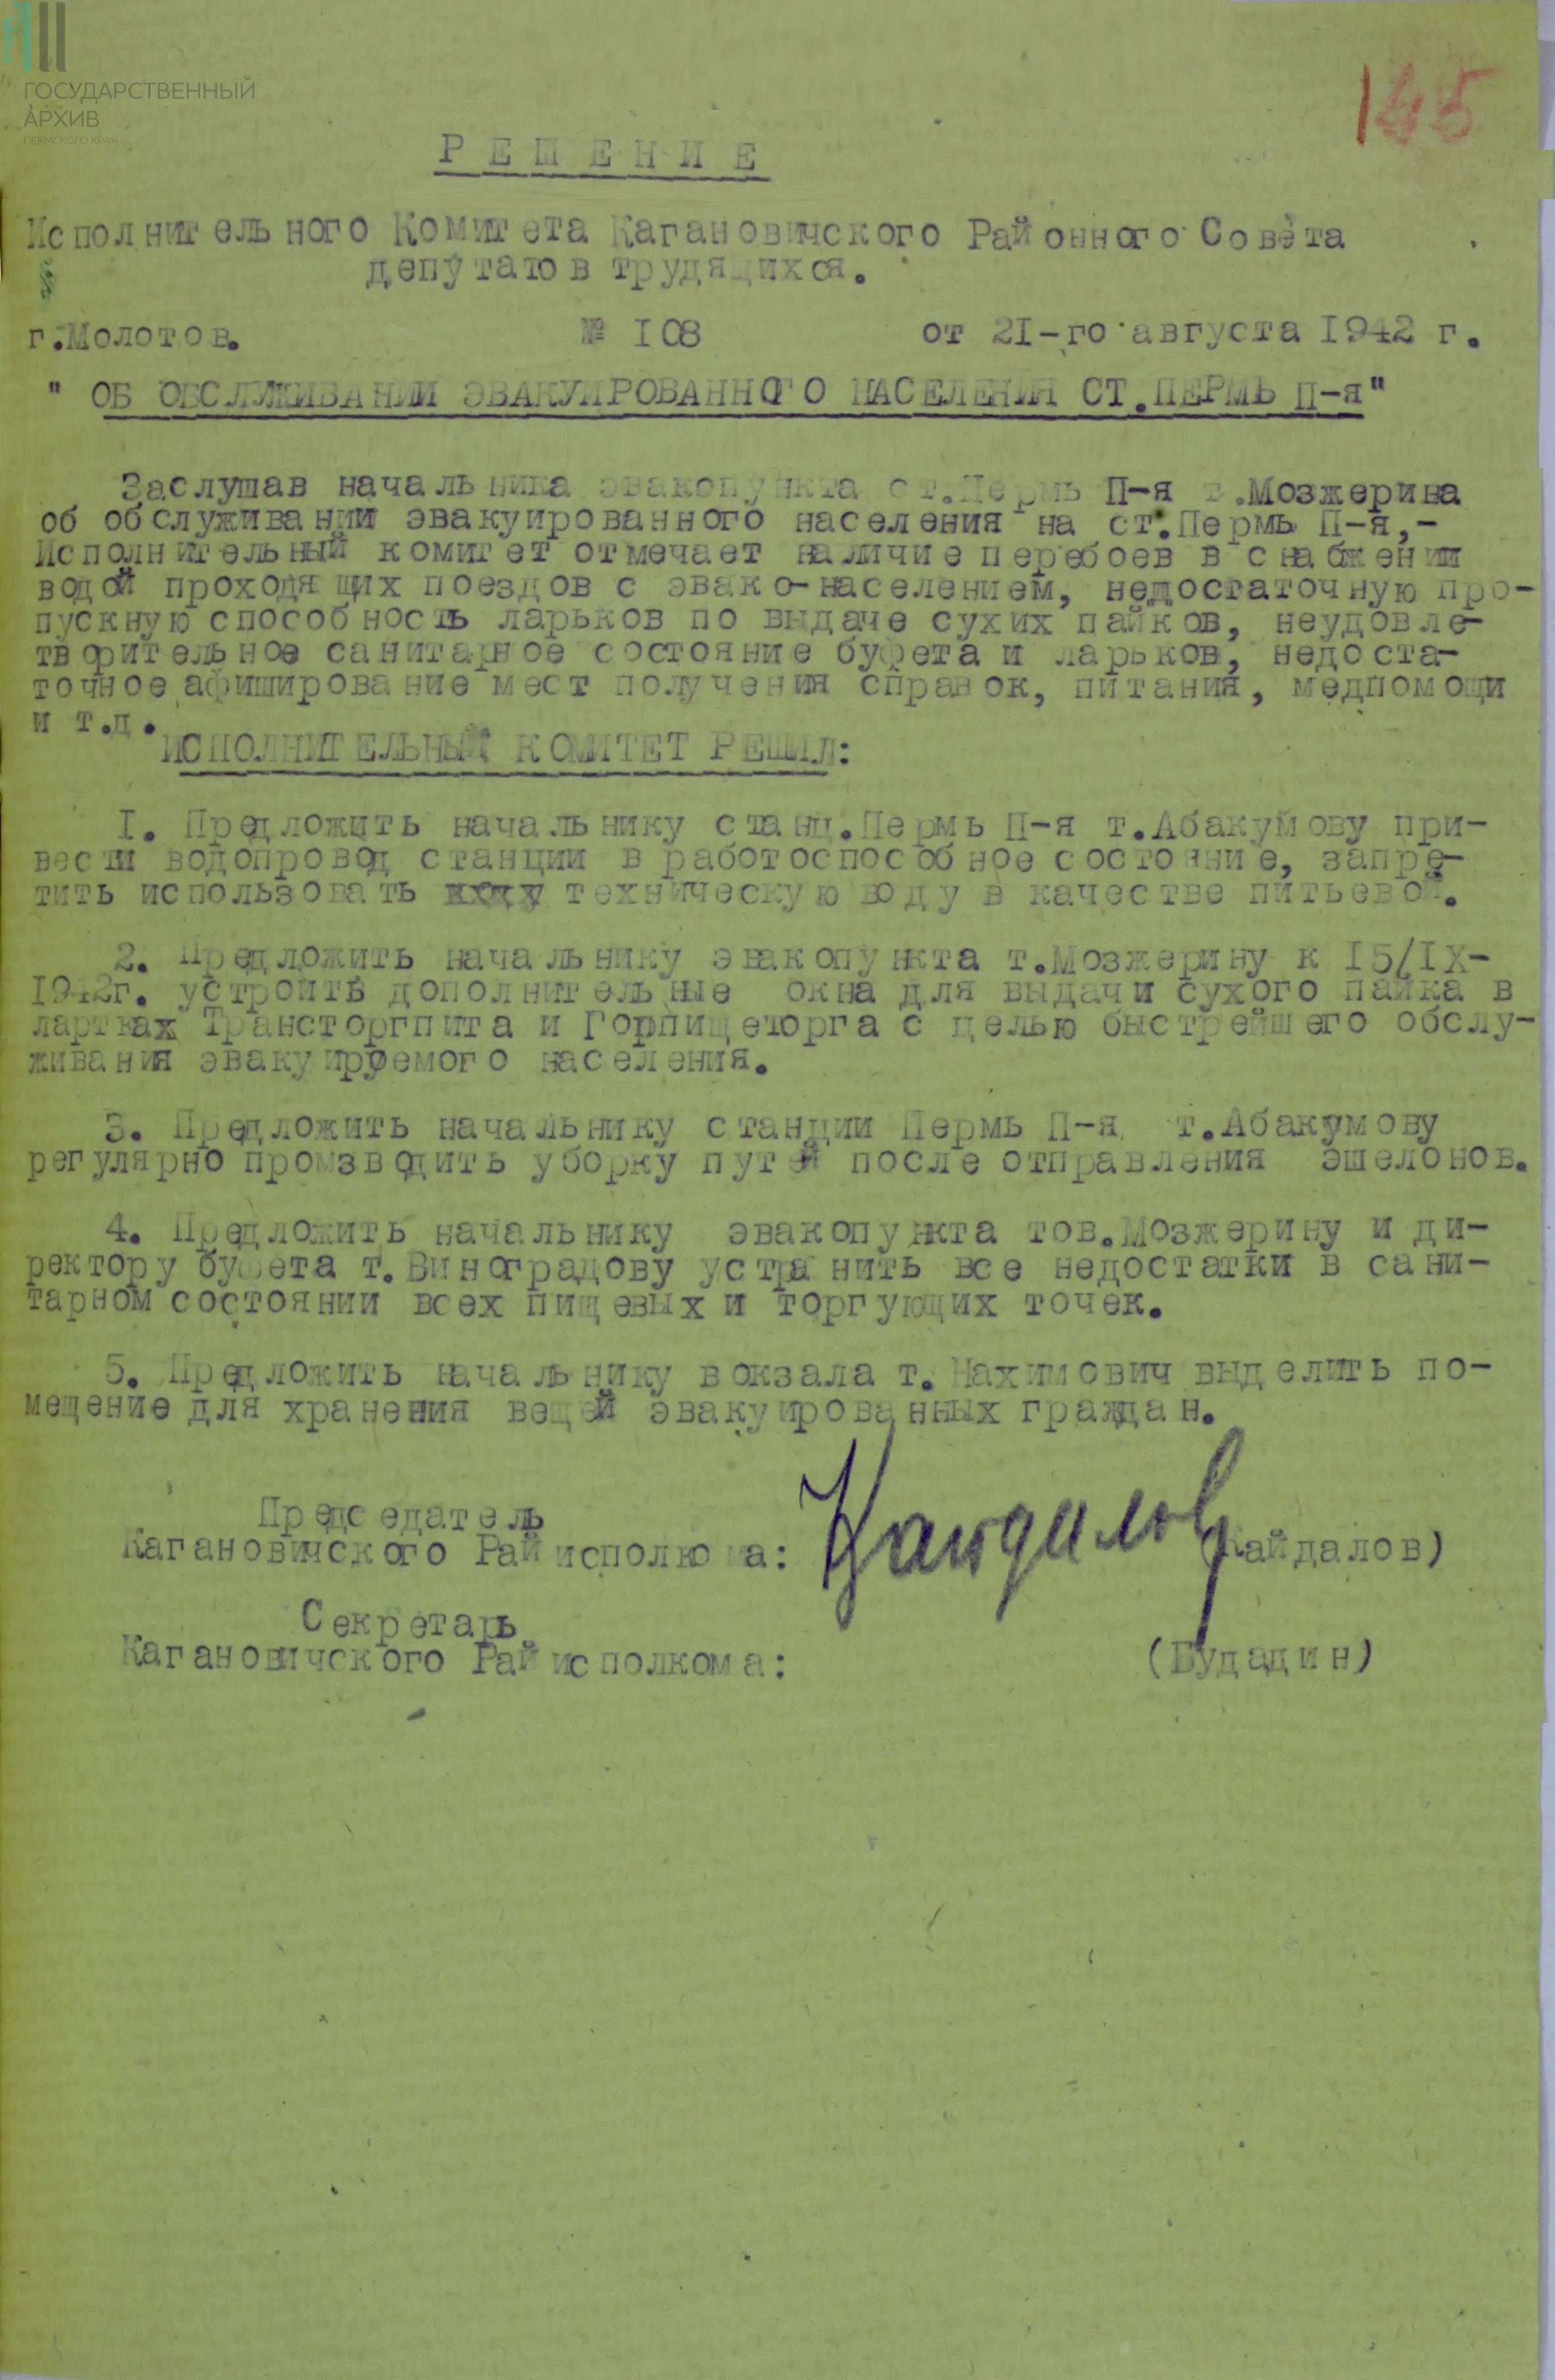 ГОСУДАРСТВЕННЫЙ
АРХИВ
ПЕРМСКОГО КРАЯ
145
РЕШЕНИЕ
Исполнительного Комитета Кагановичского Районного Совета
депутатов трудящихся.
г.Молотов. № 108 от 21-го августа 1942 г.
" ОБ ОБСЛУЖИВАНИИ ЭВАКУИРОВАННОГО НАСЕЛЕНИЯ СТ.ПЕРМЬ П-я"
Заслушав начальника эвакопункта ст.Пермь П-я т.Мозжерина
об обслуживании эвакуированного населения на ст.Пермь П-я,-
Исполнительный комитет отмечает наличие перебоев в снабжении
водой проходящих поездов с эвако-населением, недостаточную про-
пускную способность ларьков по выдаче сухих пайков, неудовле-
творительное санитарное состояние буфета и ларьков, недоста-
точное афиширование мест получения справок, питания, медпомощи
и т.д.
ИСПОЛНИТЕЛЬНЫЙ КОМИТЕТ РЕШИЛ:
1. Предложить начальнику станц.Пермь П-я т.Абакумову при-
вести водопровод станции в работоспособное состояние, запре-
тить использовать техническую воду в качестве питьевой.
2. Предложить начальнику эвакопункта т.Мозжерину к 15/IX-
1942г. устроить дополнительные окна для выдачи сухого пайка в
лартках Трансторгпита и Горпищеторга с целью быстрейшего обслу-
живания эвакуируемого населения.
3. Предложить начальнику станции Пермь П-я т.Абакумову
регулярно производить уборку путей после отправления эшелонов.
4. Предложить начальнику эвакопункта тов.Мозжерину и ди-
ректору буфета т.Виноградову устранить все недостатки в сани-
тарном состоянии всех пищевых и торгующих точек.
5. Предложить начальнику вокзала т.Нахимович выделить по-
мещение для хранения вещей эвакуированных граждан.
Председатель
Кагановичского Райисполкома: Кайдалов (Кайдалов)
Секретарь
Кагановичского Райисполкома: (Будадин)